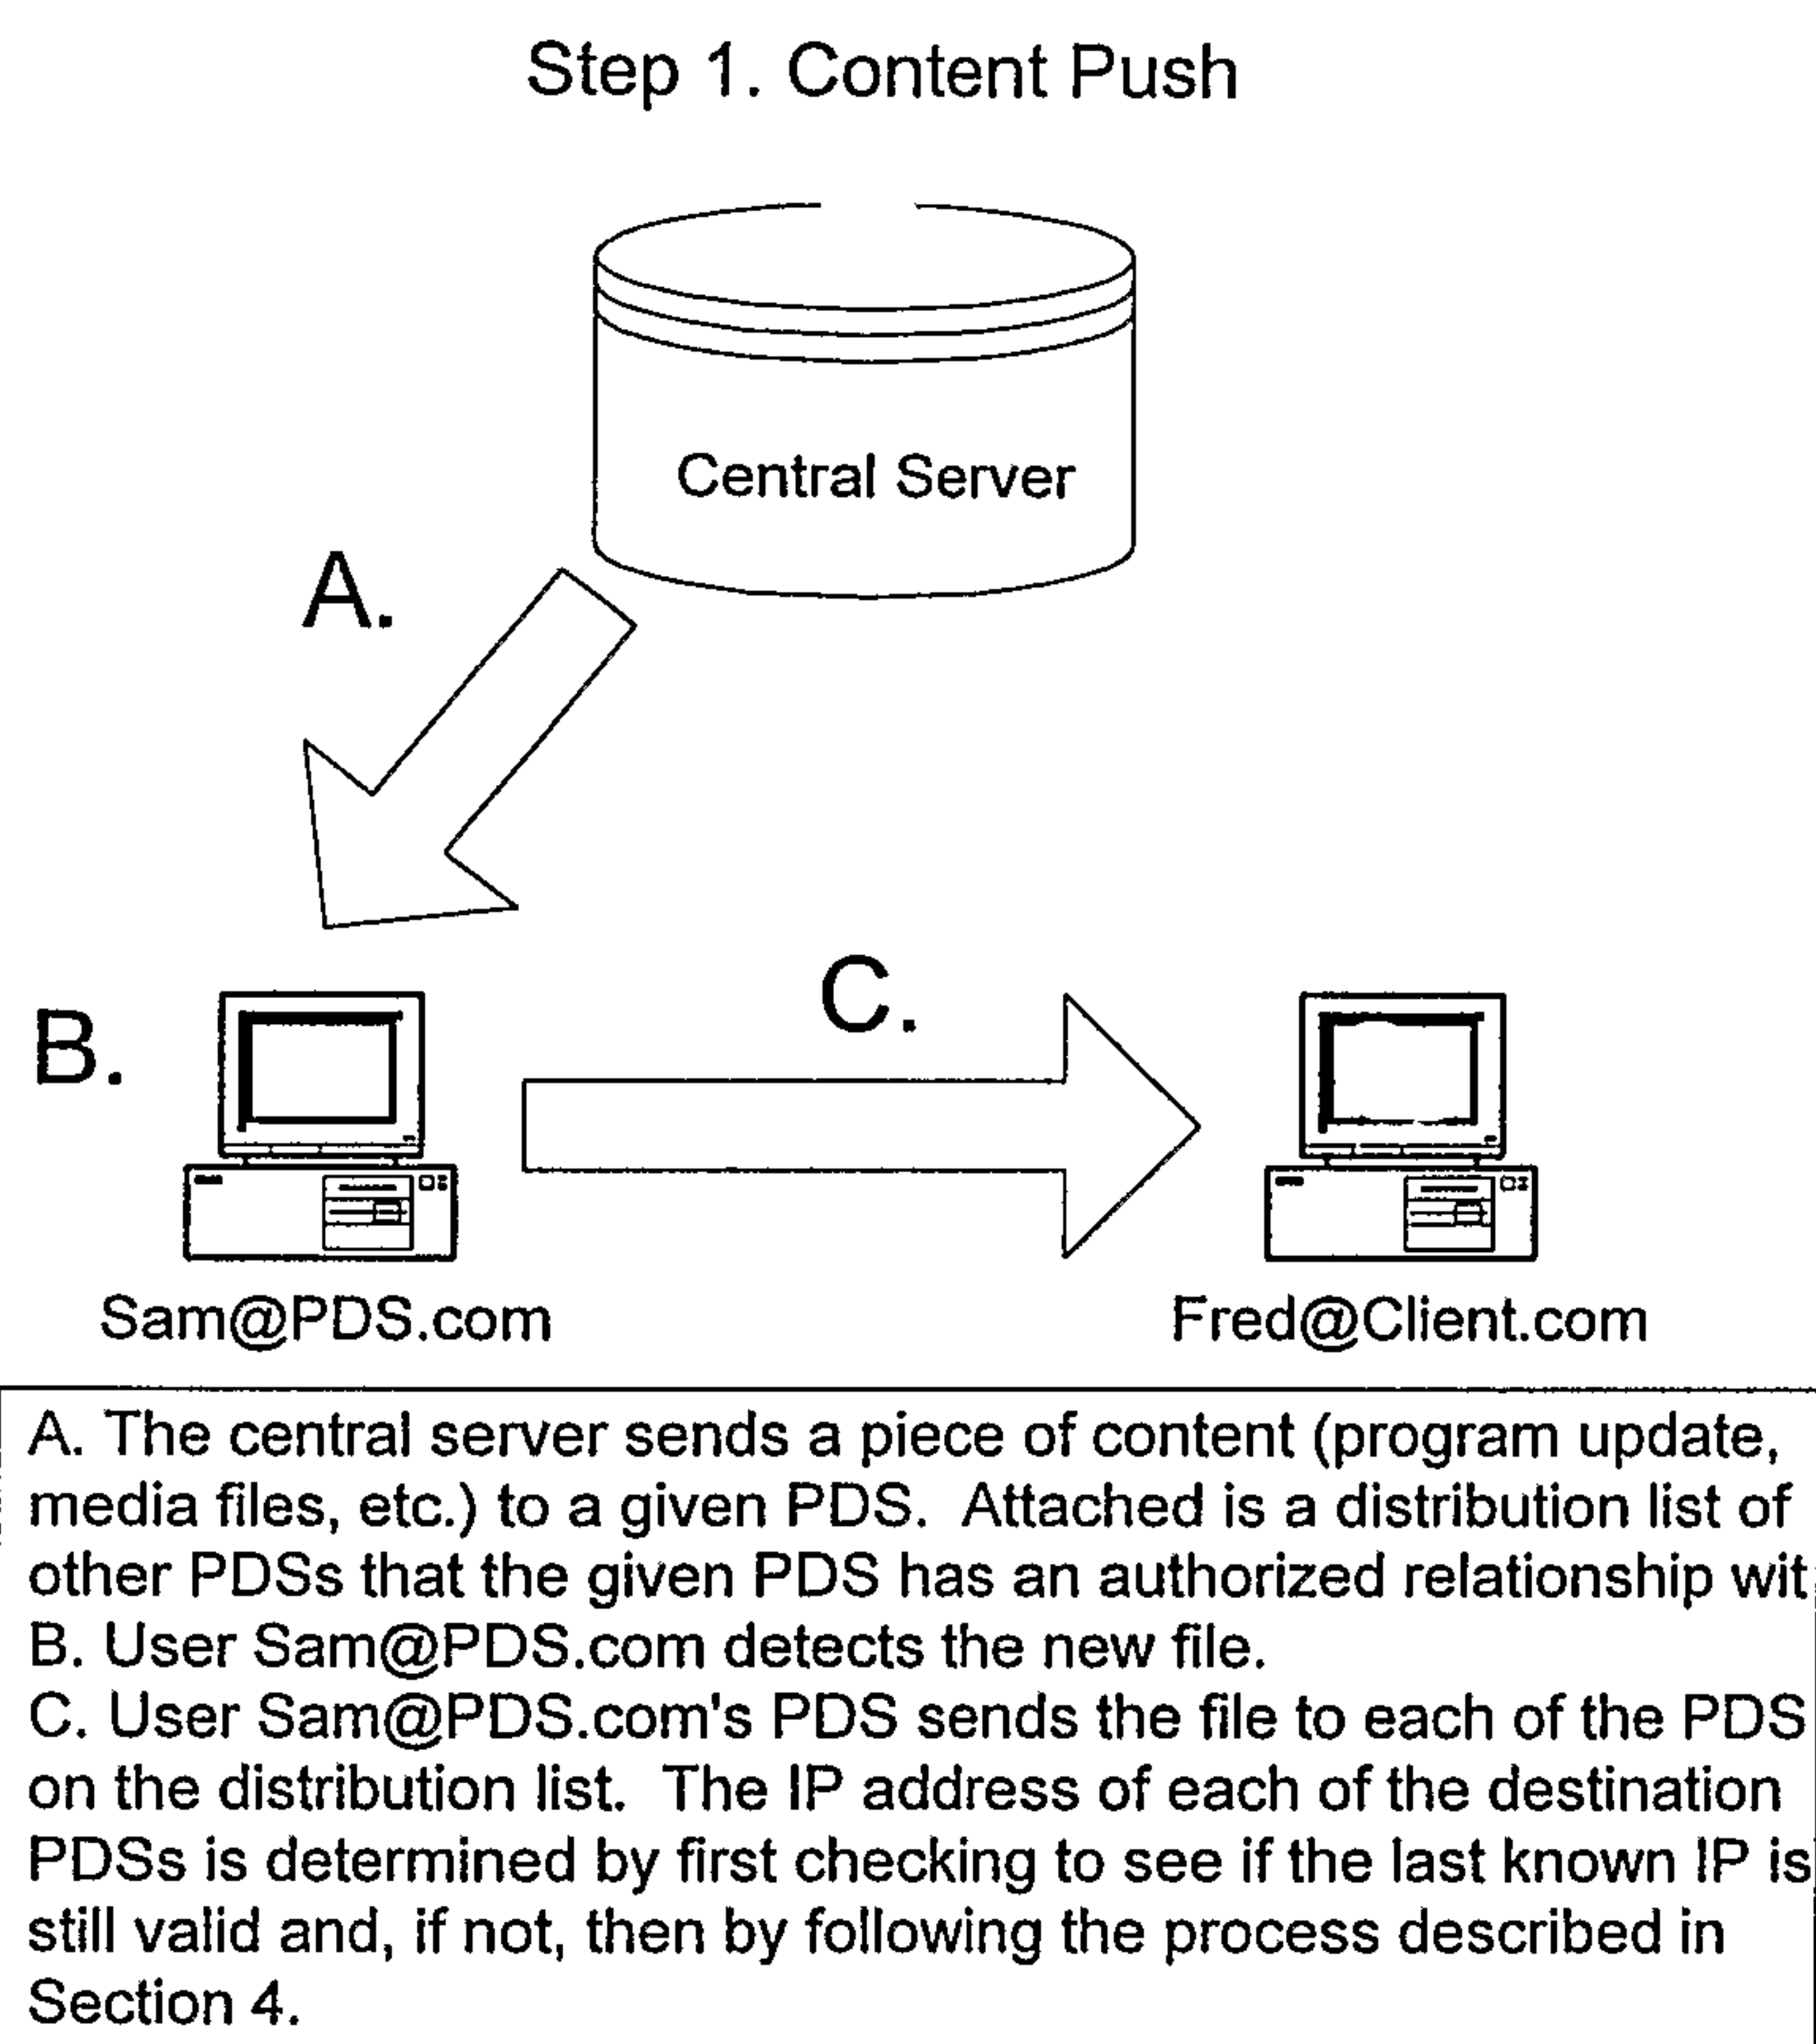 Step 1. Content Push
Central Server
A.
C.
B.
Sam@PDS.com
Fred@Client.com
A. The central server sends a piece of content (program update,
media files, etc.) to a given PDS.  Attached is a distribution list of
other PDSs that the given PDS has an authorized relationship wit
B. User Sam@PDS.com detects the new file.
C. User Sam@PDS.com's PDS sends the file to each of the PDS
on the distribution list.  The IP address of each of the destination
PDSs is determined by first checking to see if the last known IP is
still valid and, if not, then by following the process described in
Section 4.